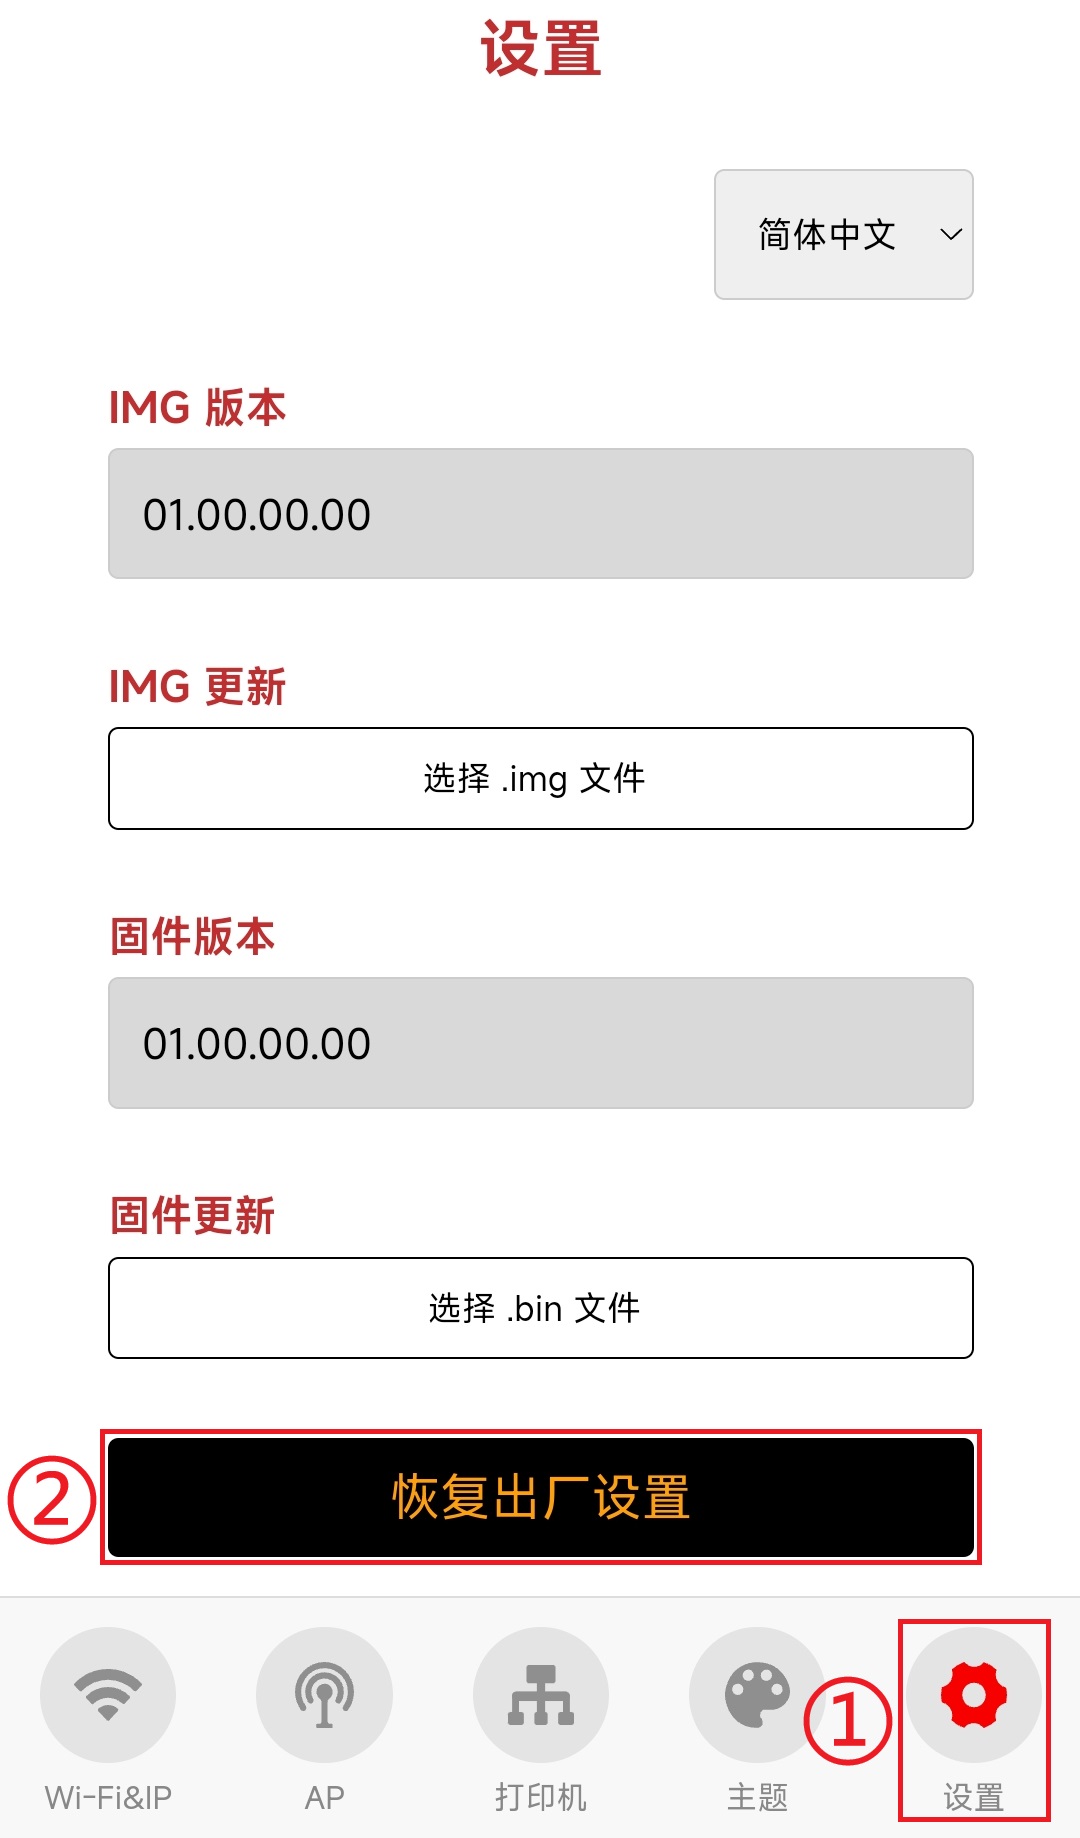 设置
简体中文
IMG 版本
01.00.00.00
IMG 更新
选择 .img 文件
固件版本
01.00.00.00
固件更新
选择 .bin 文件
② 恢复出厂设置
①
Wi-Fi&IP AP 打印机 主题 设置